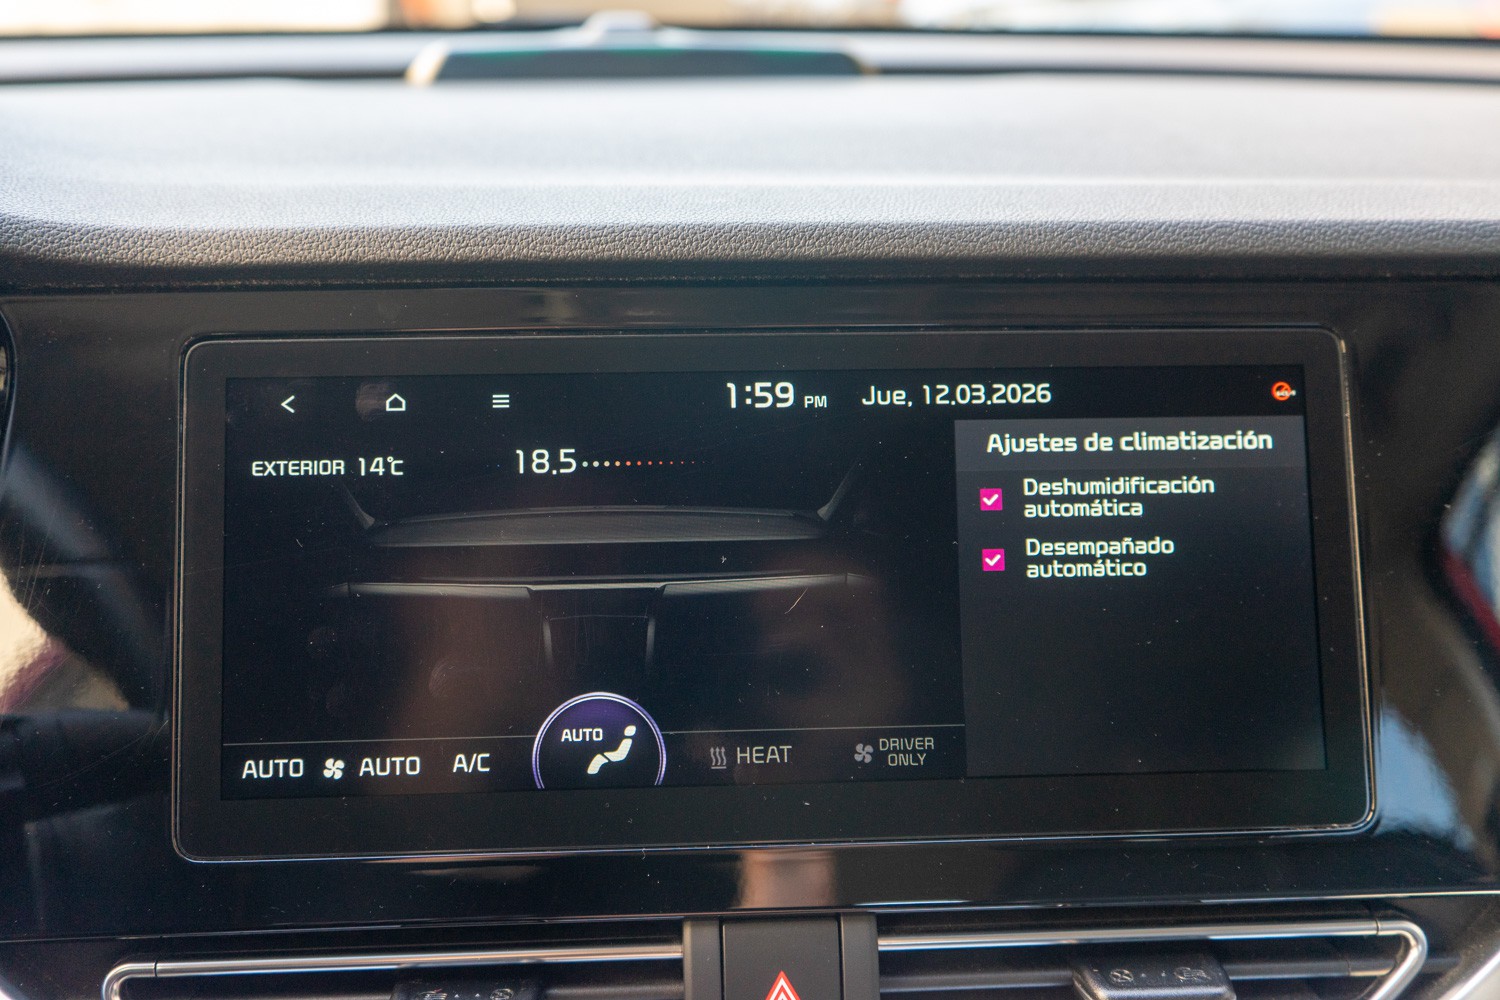 1:59 PM Jue, 12.03.2026
EXTERIOR 14°C 18.5
Ajustes de climatización
Deshumidificación
automática
Desempañado
automático
AUTO AUTO A/C AUTO HEAT DRIVER
ONLY